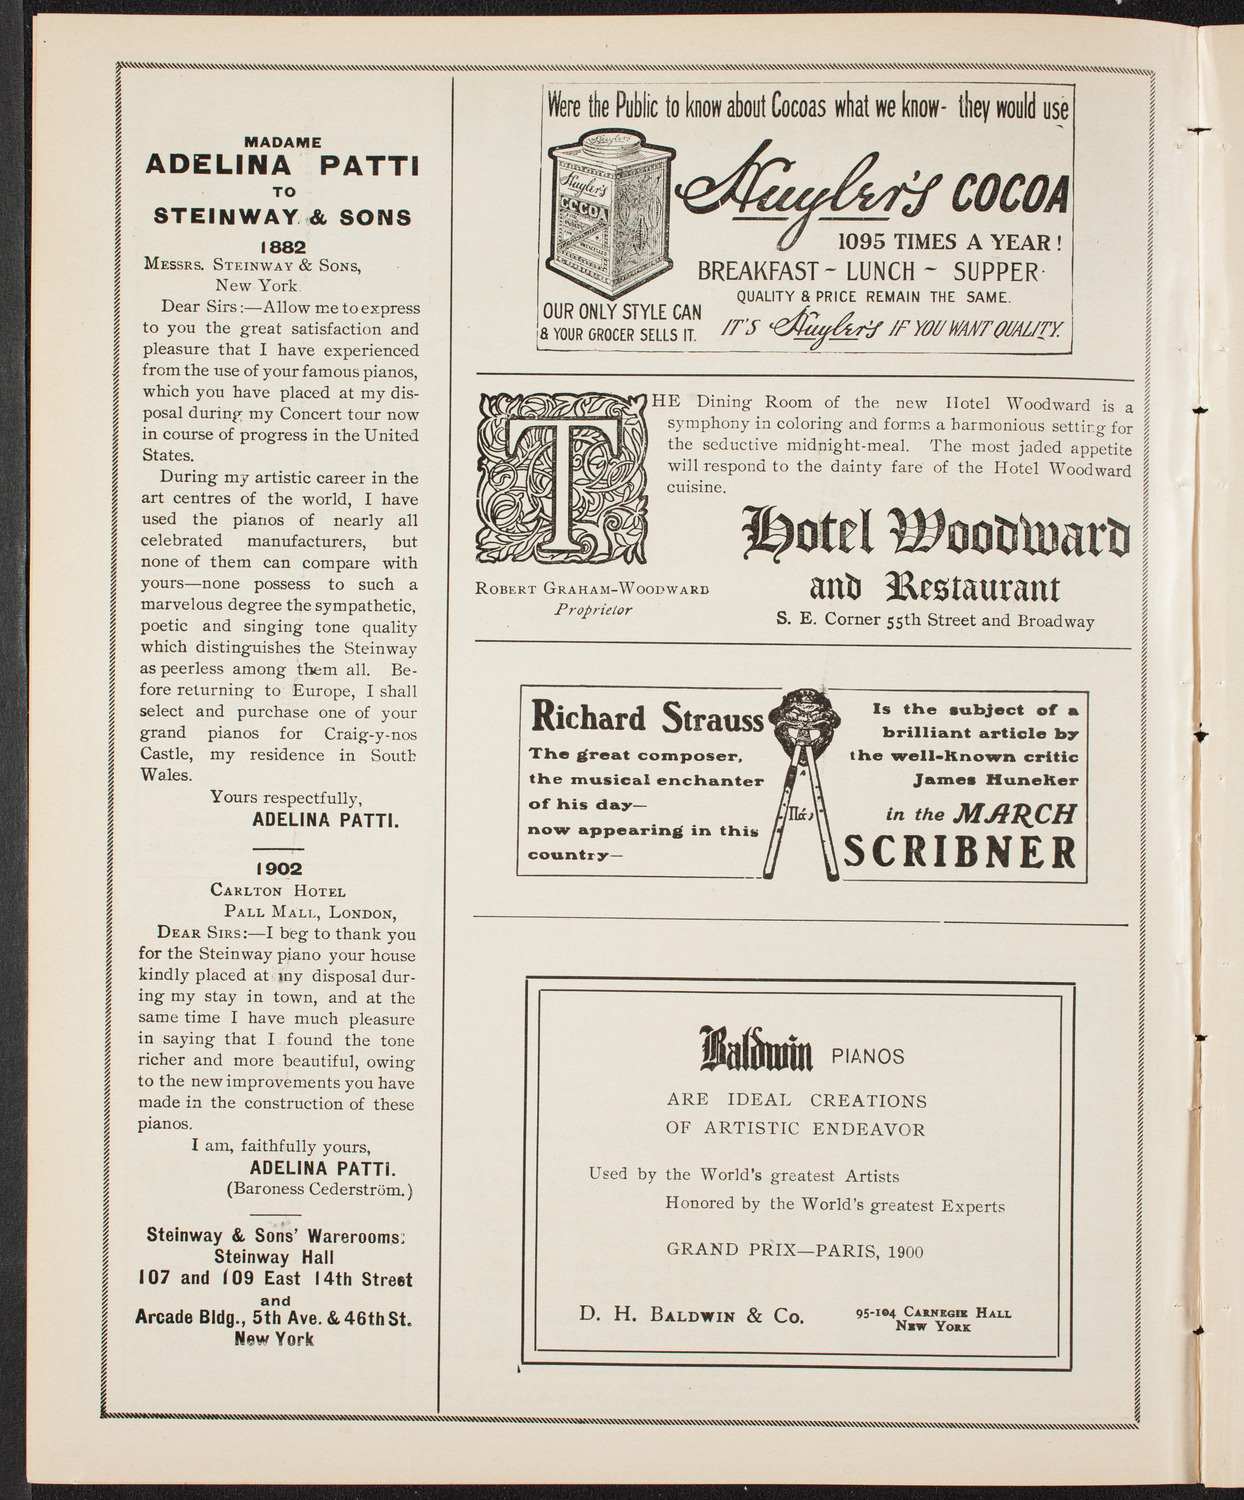 MADAME
ADELINA PATTI
TO
STEINWAY & SONS
1882
MESSRS. STEINWAY & SONS,
New York
Dear Sirs:—Allow me to express
to you the great satisfaction and
pleasure that I have experienced
from the use of your famous pianos,
which you have placed at my dis-
posal during my Concert tour now
in course of progress in the United
States.
During my artistic career in the
art centres of the world, I have
used the pianos of nearly all
celebrated manufacturers, but
none of them can compare with
yours—none possess to such a
marvelous degree the sympathetic,
poetic and singing tone quality
which distinguishes the Steinway
as peerless among them all. Be-
fore returning to Europe, I shall
select and purchase one of your
grand pianos for Craig-y-nos
Castle, my residence in South
Wales.
Yours respectfully,
ADELINA PATTI.
1902
CARLTON HOTEL
PALL MALL, LONDON,
DEAR SIRS:—I beg to thank you
for the Steinway piano your house
kindly placed at my disposal dur-
ing my stay in town, and at the
same time I have much pleasure
in saying that I found the tone
richer and more beautiful, owing
to the new improvements you have
made in the construction of these
pianos.
I am, faithfully yours,
ADELINA PATTI.
(Baroness Cederström.)
Steinway & Sons' Warerooms:
Steinway Hall
107 and 109 East 14th Street
and
Arcade Bldg., 5th Ave. & 46th St.
New York
Were the Public to know about Cocoas what we know- they would use
Huyler's
Huyler's
COCOA
Huyler's COCOA
1095 TIMES A YEAR!
BREAKFAST - LUNCH - SUPPER.
QUALITY & PRICE REMAIN THE SAME.
OUR ONLY STYLE CAN
& YOUR GROCER SELLS IT.
IT'S Huyler's IF YOU WANT QUALITY.
THE Dining Room of the new Hotel Woodward is a
symphony in coloring and forms a harmonious setting for
the seductive midnight-meal. The most jaded appetite
will respond to the dainty fare of the Hotel Woodward
cuisine.
Hotel Woodward
and Restaurant
ROBERT GRAHAM-WOODWARD
Proprietor
S. E. Corner 55th Street and Broadway
Richard Strauss
The great composer,
the musical enchanter
of his day—
now appearing in this
country—
Is the subject of a
brilliant article by
the well-known critic
James Huneker
in the MARCH
SCRIBNER
Baldwin PIANOS
ARE IDEAL CREATIONS
OF ARTISTIC ENDEAVOR
Used by the World's greatest Artists
Honored by the World's greatest Experts
GRAND PRIX—PARIS, 1900
D. H. BALDWIN & Co.
95-104 CARNEGIE HALL
NEW YORK